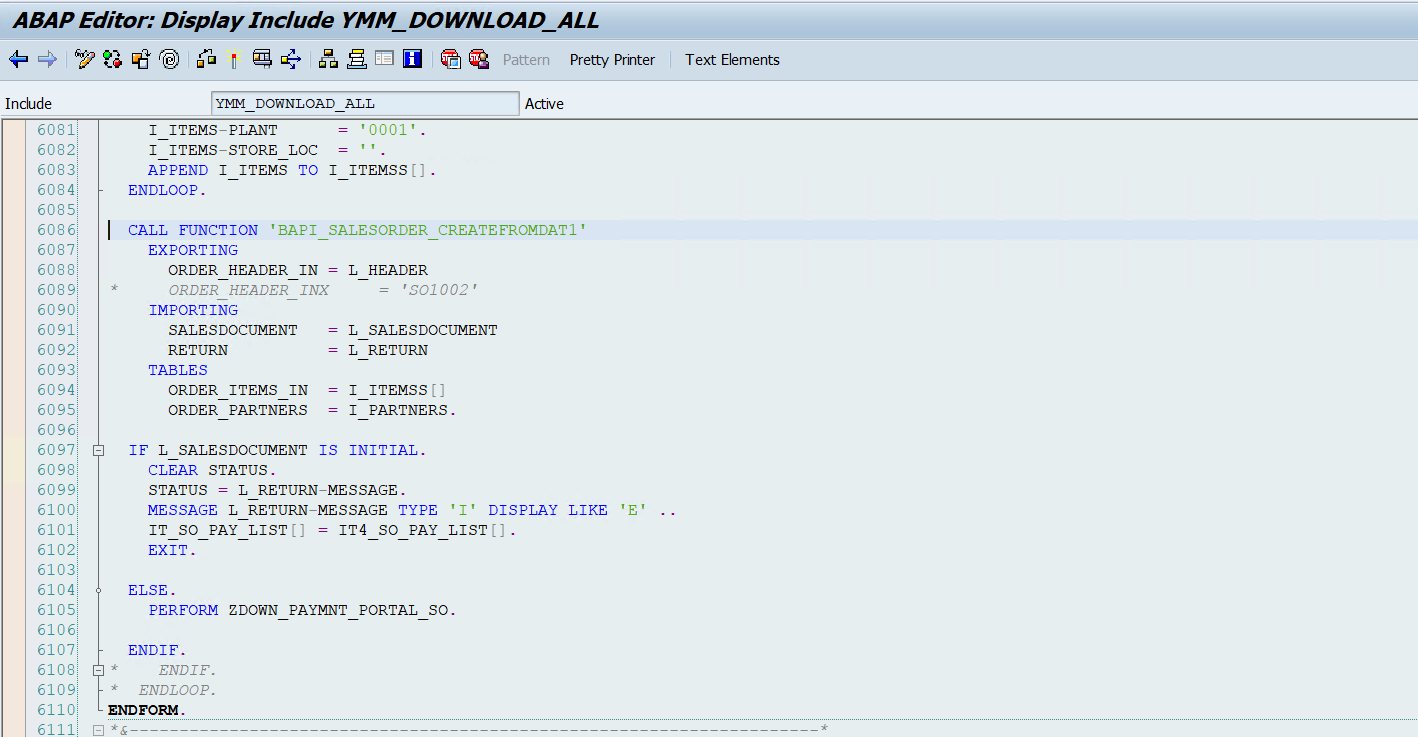 ABAP Editor: Display Include YMM_DOWNLOAD_ALL
Pattern Pretty Printer Text Elements
Include YMM_DOWNLOAD_ALL Active
6081 I_ITEMS-PLANT = '0001'.
6082 I_ITEMS-STORE_LOC = ''.
6083 APPEND I_ITEMS TO I_ITEMSS[].
6084 ENDLOOP.
6085
6086 CALL FUNCTION 'BAPI_SALESORDER_CREATEFROMDAT1'
6087 EXPORTING
6088 ORDER_HEADER_IN = L_HEADER
6089 * ORDER_HEADER_INX = 'SO1002'
6090 IMPORTING
6091 SALESDOCUMENT = L_SALESDOCUMENT
6092 RETURN = L_RETURN
6093 TABLES
6094 ORDER_ITEMS_IN = I_ITEMSS[]
6095 ORDER_PARTNERS = I_PARTNERS.
6096
6097 IF L_SALESDOCUMENT IS INITIAL.
6098 CLEAR STATUS.
6099 STATUS = L_RETURN-MESSAGE.
6100 MESSAGE L_RETURN-MESSAGE TYPE 'I' DISPLAY LIKE 'E' ..
6101 IT_SO_PAY_LIST[] = IT4_SO_PAY_LIST[].
6102 EXIT.
6103
6104 ELSE.
6105 PERFORM ZDOWN_PAYMNT_PORTAL_SO.
6106
6107 ENDIF.
6108 * ENDIF.
6109 * ENDLOOP.
6110 ENDFORM.
6111 *&---------------------------------------------------------------------*